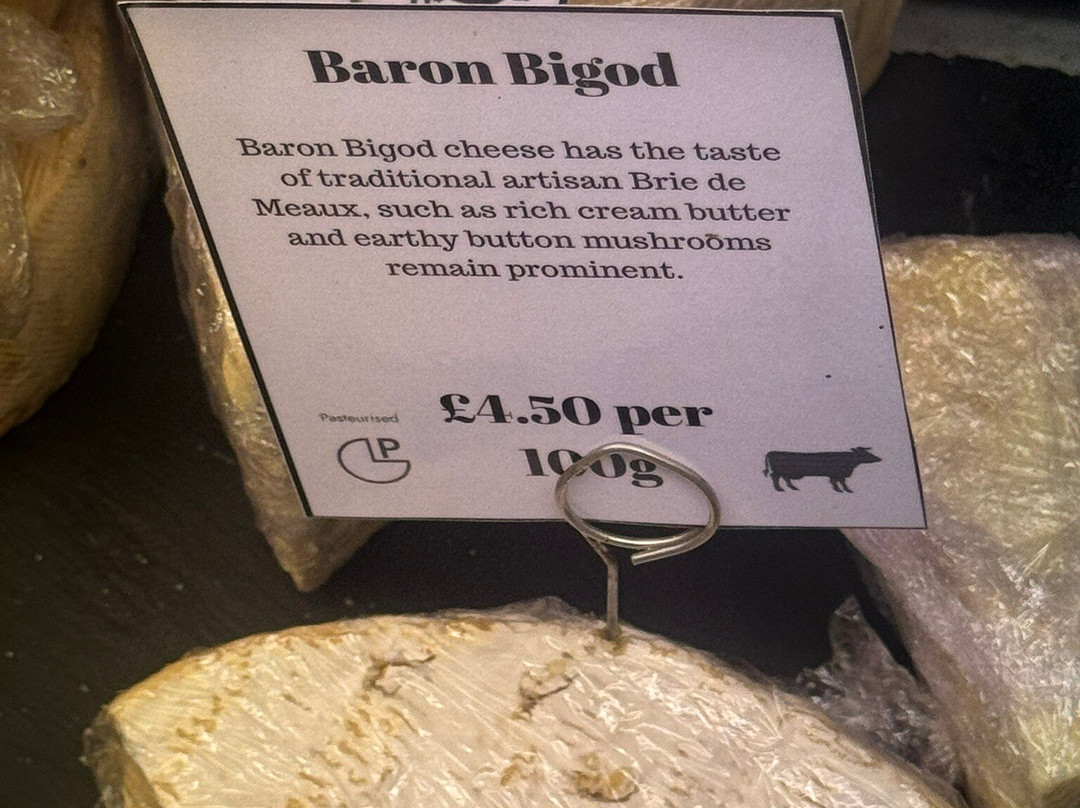 Baron Bigod
Baron Bigod cheese has the taste
of traditional artisan Brie de
Meaux, such as rich cream butter
and earthy button mushrooms
remain prominent.
Pasteurised
P
£4.50 per
100g